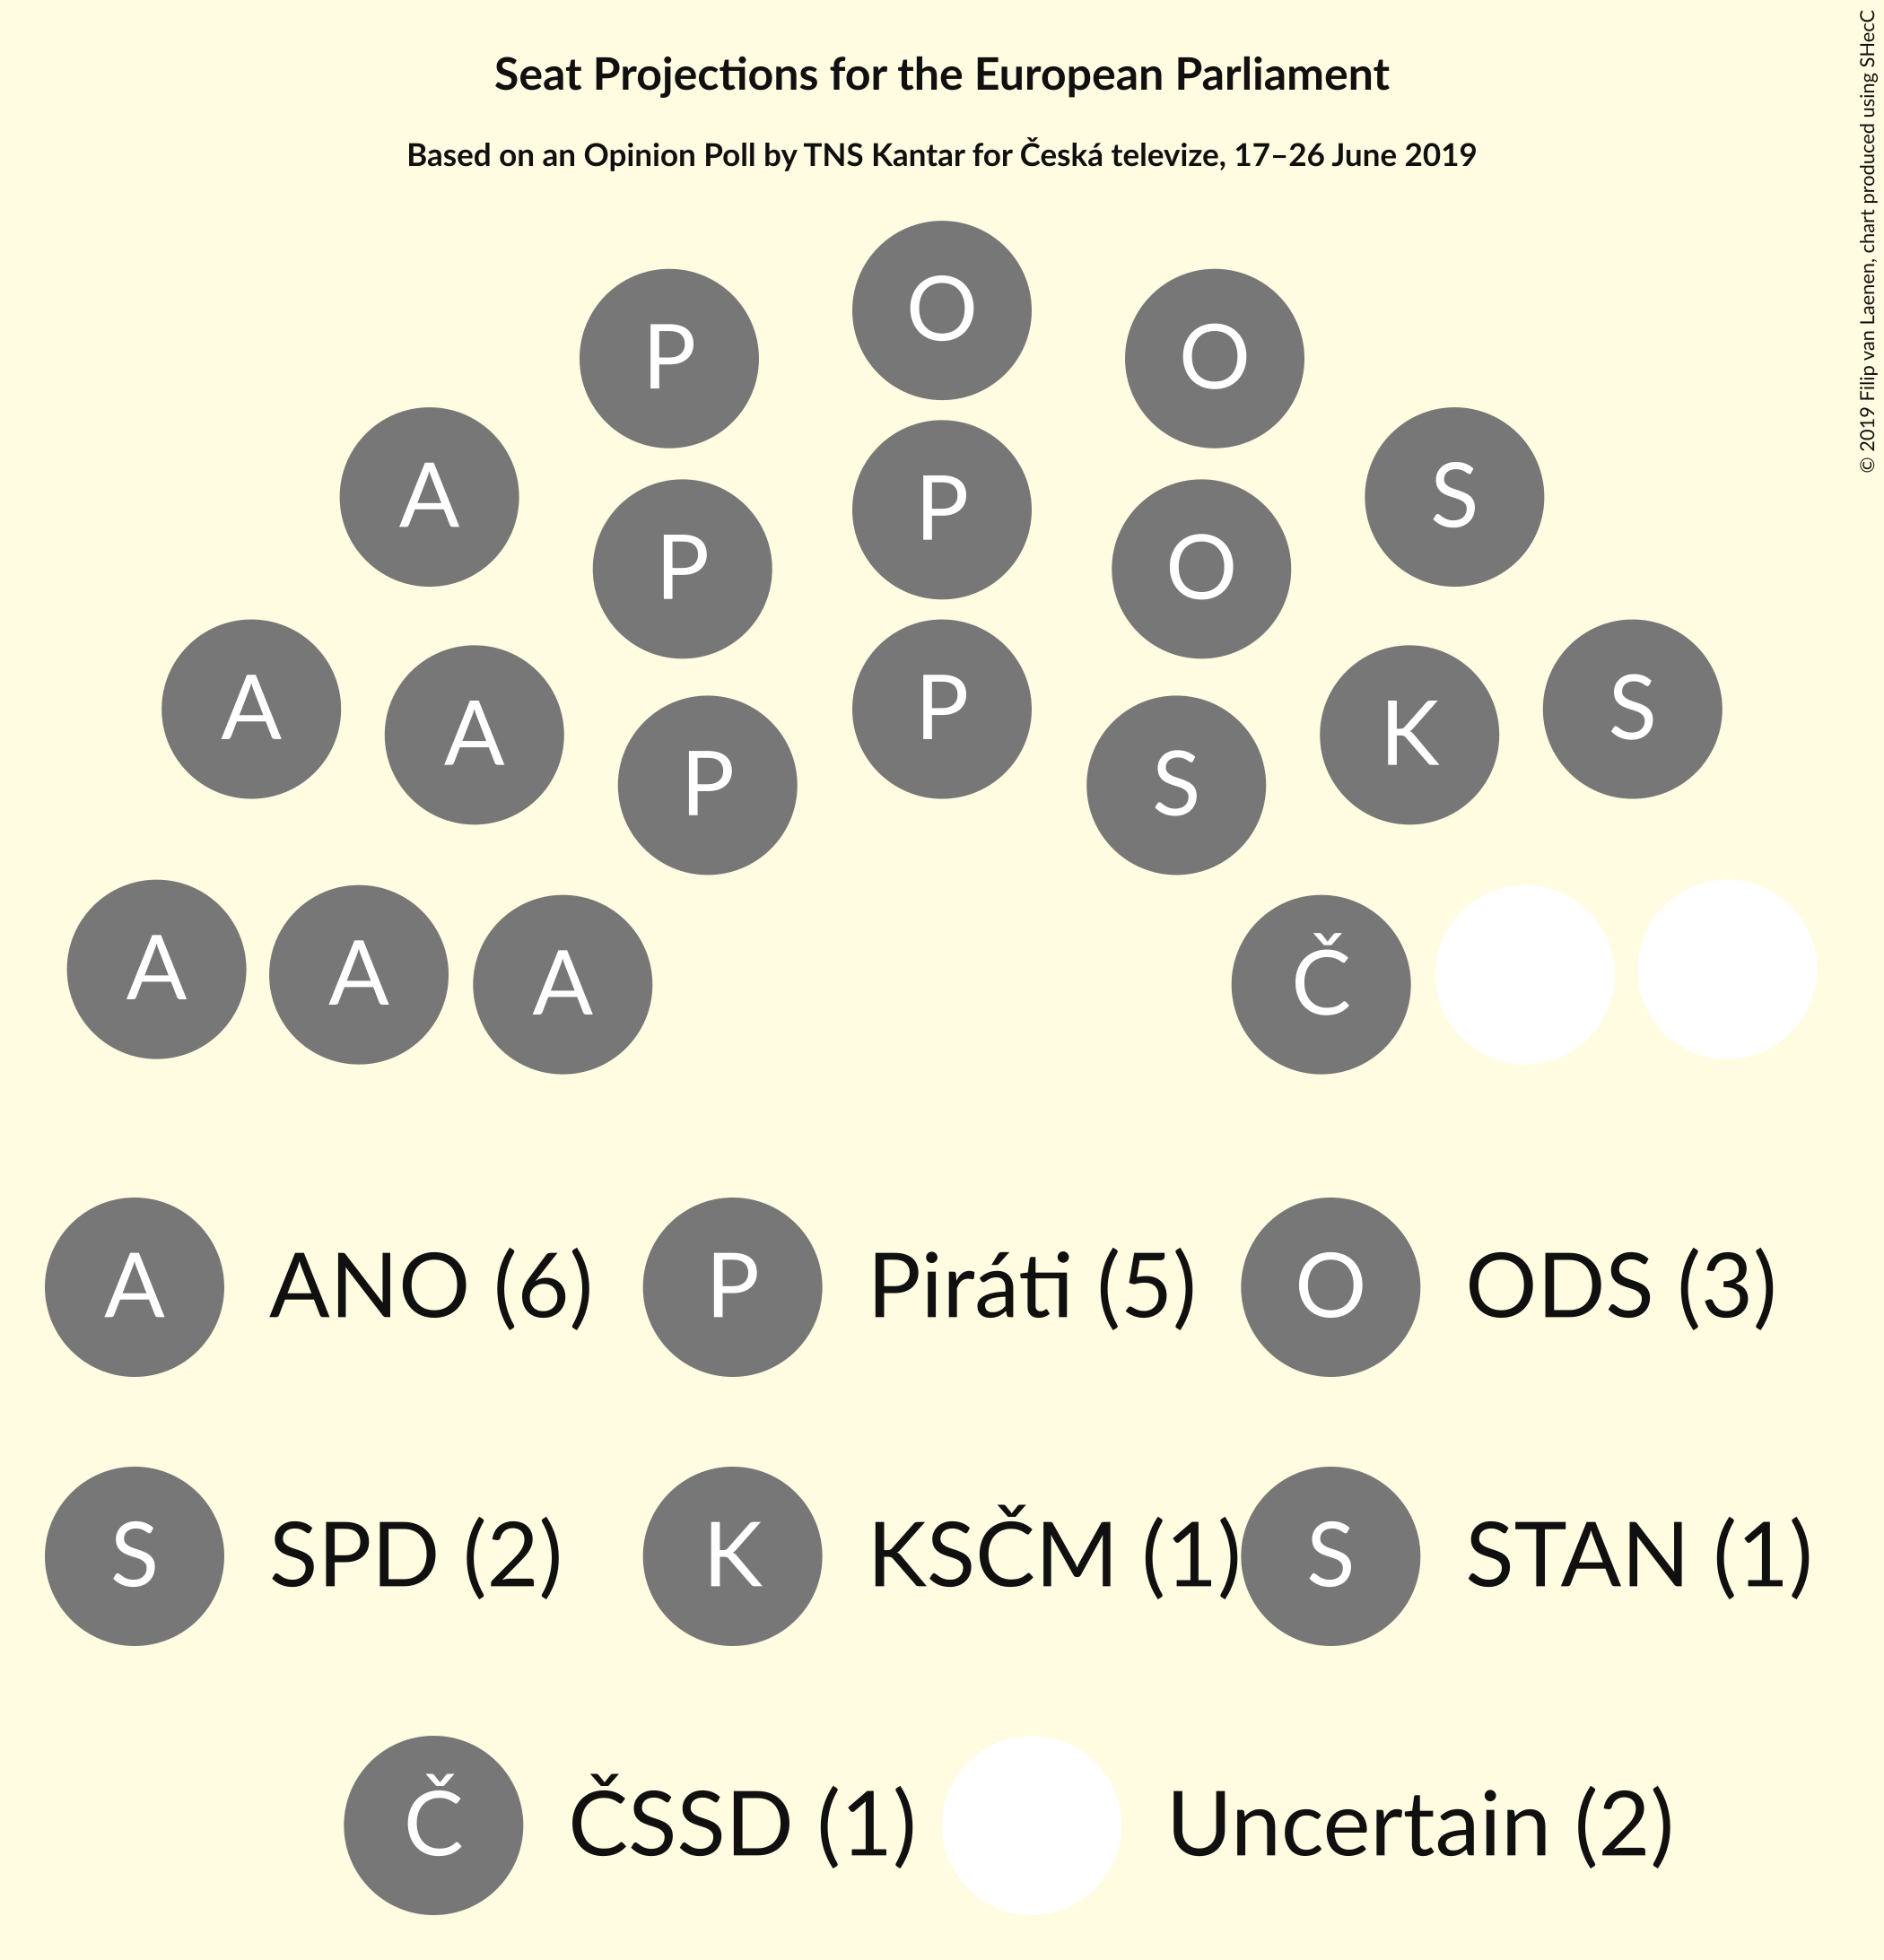 Seat Projections for the European Parliament
Based on an Opinion Poll by TNS Kantar for Česká televize, 17–26 June 2019
© 2019 Filip van Laenen, chart produced using SHecC
O
P
O
A
S
P
P
O
A
A
P
P
S
K
S
A
A
A
Č
A ANO (6) P Piráti (5) O ODS (3)
S SPD (2) K KSČM (1) S STAN (1)
Č ČSSD (1) Uncertain (2)